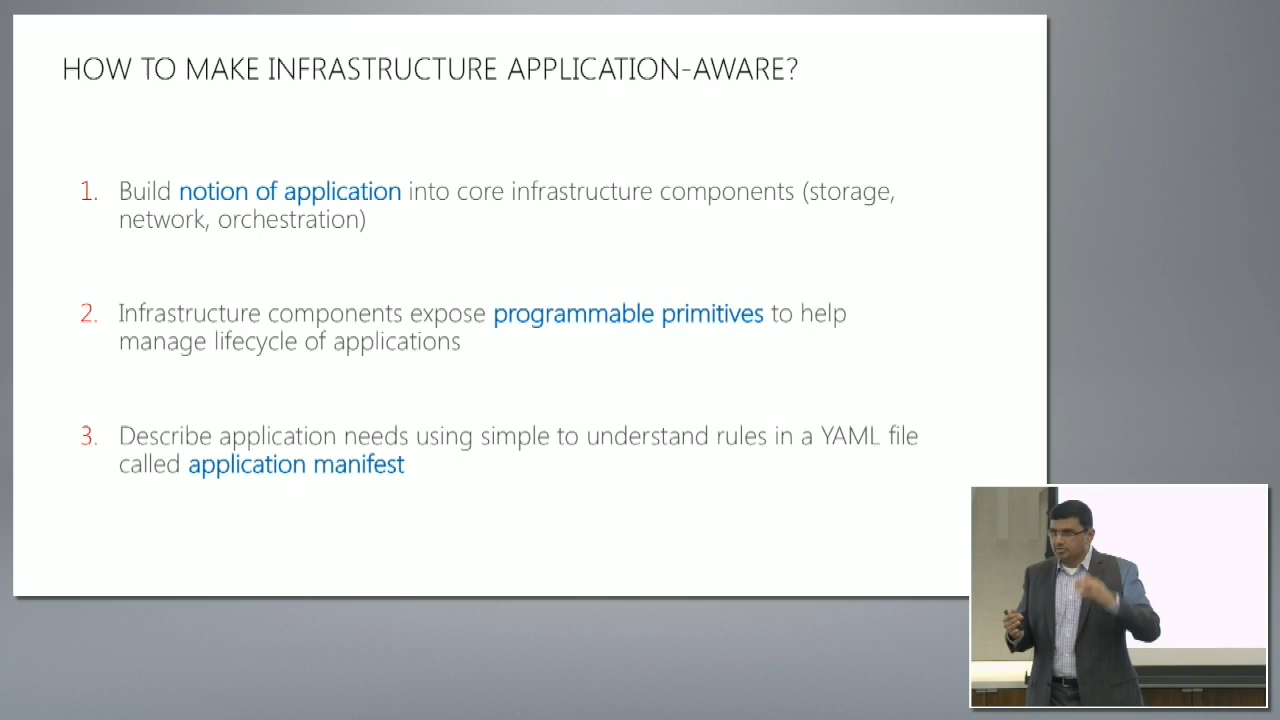 HOW TO MAKE INFRASTRUCTURE APPLICATION-AWARE?
1. Build notion of application into core infrastructure components (storage,
network, orchestration)
2. Infrastructure components expose programmable primitives to help
manage lifecycle of applications
3. Describe application needs using simple to understand rules in a YAML file
called application manifest